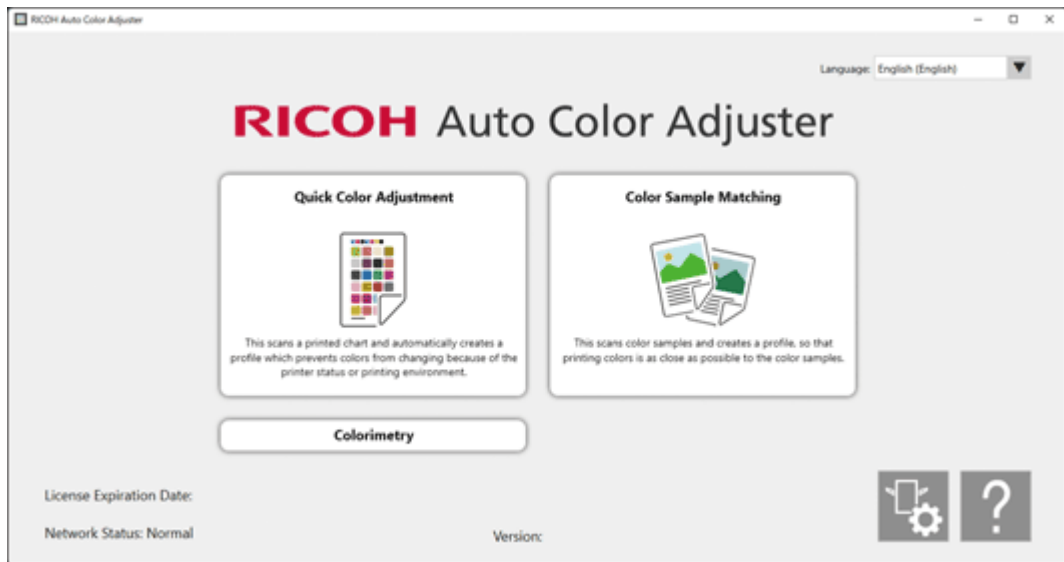 RICOH Auto Color Adjuster
Language: English (English)
RICOH Auto Color Adjuster
Quick Color Adjustment
This scans a printed chart and automatically creates a
profile which prevents colors from changing because of the
printer status or printing environment.
Color Sample Matching
This scans color samples and creates a profile, so that
printing colors is as close as possible to the color samples.
Colorimetry
License Expiration Date:
Network Status: Normal
Version:
?